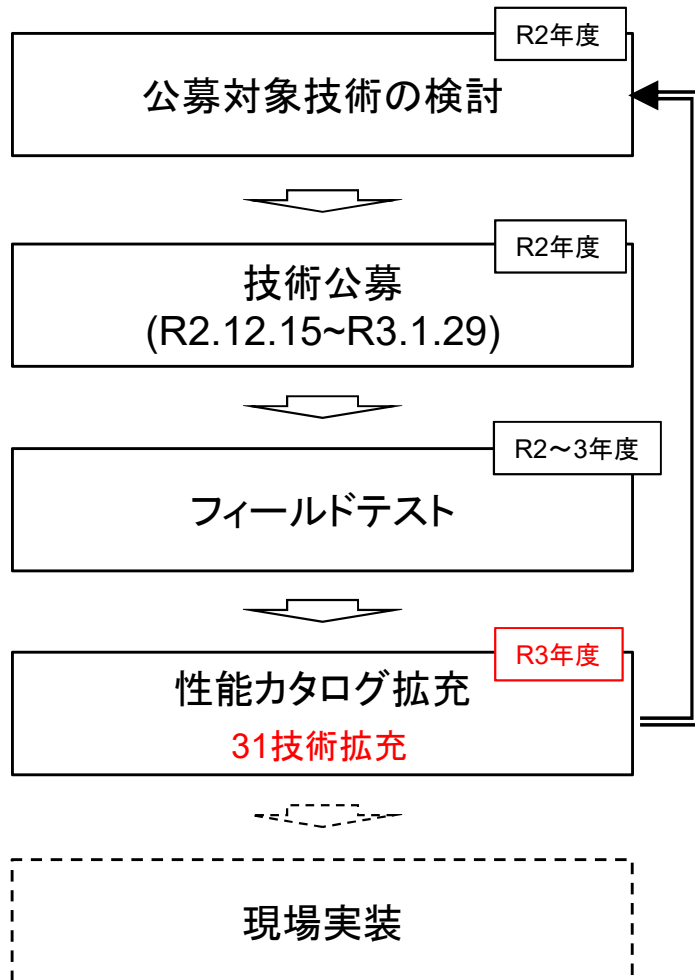 R2年度
公募対象技術の検討
R2年度
技術公募
(R2.12.15~R3.1.29)
R2～3年度
フィールドテスト
R3年度
性能カタログ拡充
31技術拡充
現場実装